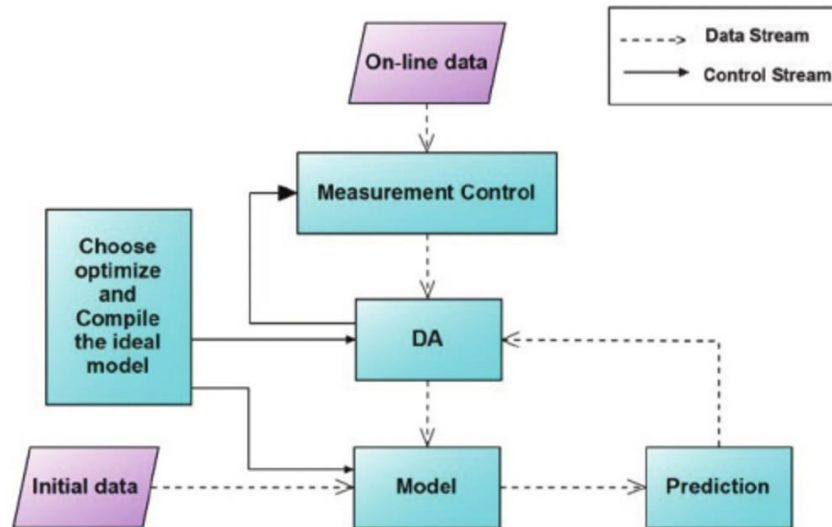 On-line data
Data Stream
Control Stream
Measurement Control
Choose
optimize
and
Compile
the ideal
model
DA
Initial data
Model
Prediction